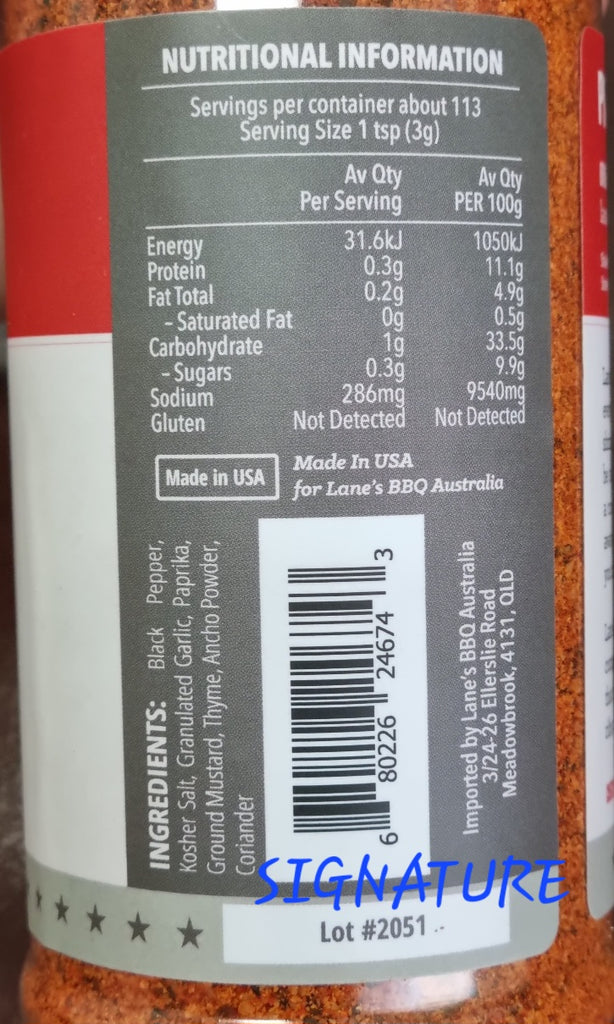 NUTRITIONAL INFORMATION
Servings per container about 113
Serving Size 1 tsp (3g)
Av Qty Per Serving Av Qty PER 100g
Energy 31.6kJ 1050kJ
Protein 0.3g 11.1g
Fat Total 0.2g 4.9g
– Saturated Fat 0g 0.5g
Carbohydrate 1g 33.5g
– Sugars 0.3g 9.9g
Sodium 286mg 9540mg
Gluten Not Detected Not Detected
Made in USA
Made In USA
for Lane's BBQ Australia
INGREDIENTS: Black Pepper,
Kosher Salt, Granulated Garlic, Paprika,
Ground Mustard, Thyme, Ancho Powder,
Coriander
6 80226 24674 3
Imported by Lane's BBQ Australia
3/24-26 Ellerslie Road
Meadowbrook, 4131, QLD
SIGNATURE
Lot #2051